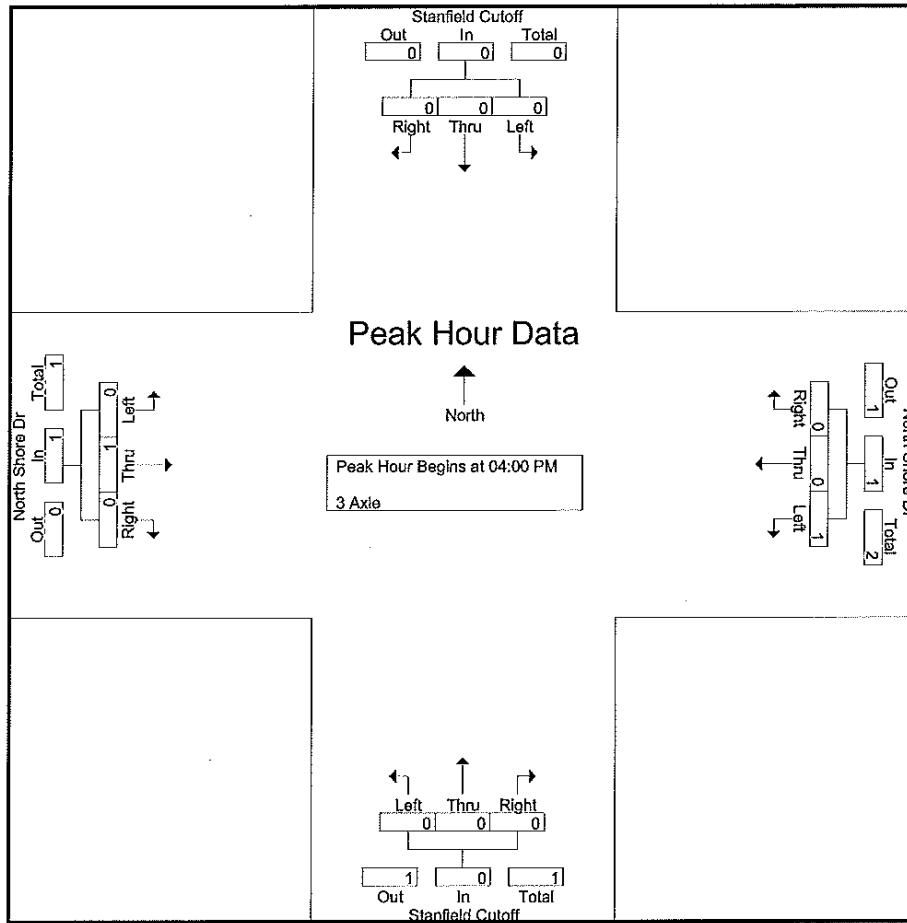 Stanfield Cutoff
Out In Total
0 0 0
0 0 0
Right Thru Left
Peak Hour Data
North
Peak Hour Begins at 04:00 PM
3 Axle
North Shore Dr
Out In Total
0 1 1
Left Thru Right
0 1 0
North Shore Dr
Out In Total
1 1 2
Right Thru Left
0 0 1
Left Thru Right
0 0 0
1 0 1
Out In Total
Stanfield Cutoff